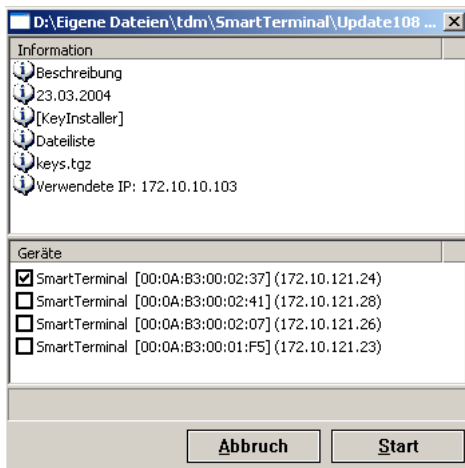 D:\Eigene Dateien\tdm\SmartTerminal\Update108 ...
Information
Beschreibung
23.03.2004
[KeyInstaller]
Dateiliste
keys.tgz
Verwendete IP: 172.10.10.103
Geräte
SmartTerminal [00:0A:B3:00:02:37] (172.10.121.24)
SmartTerminal [00:0A:B3:00:02:41] (172.10.121.28)
SmartTerminal [00:0A:B3:00:02:07] (172.10.121.26)
SmartTerminal [00:0A:B3:00:01:F5] (172.10.121.23)
Abbruch Start